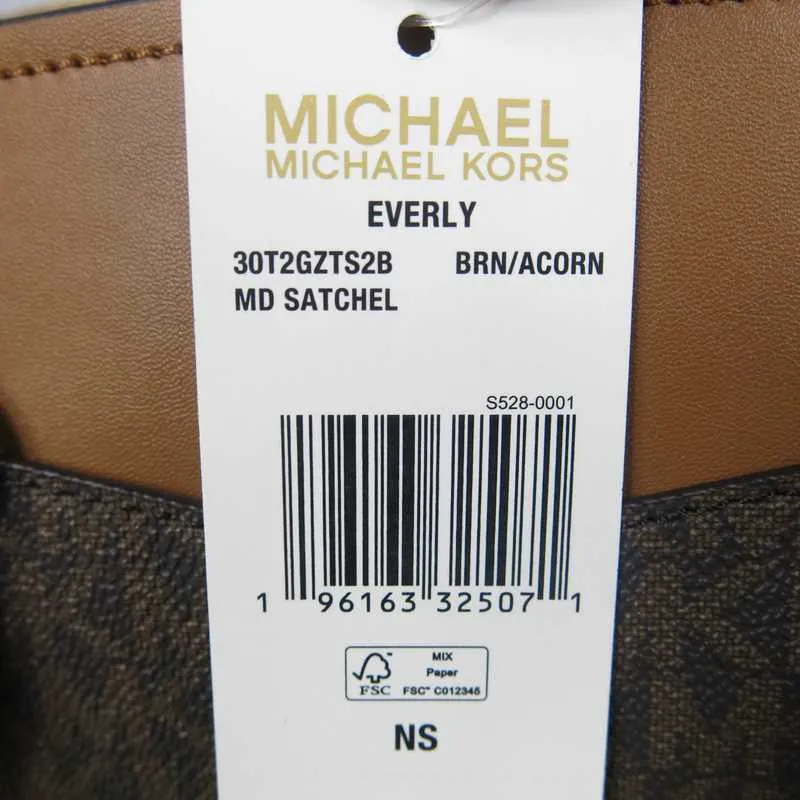 MICHAEL
MICHAEL KORS
EVERLY
30T2GZTS2B BRN/ACORN
MD SATCHEL
S528-0001
1 96163 32507 1
FSC MIX
Paper
FSC™ C012345
NS